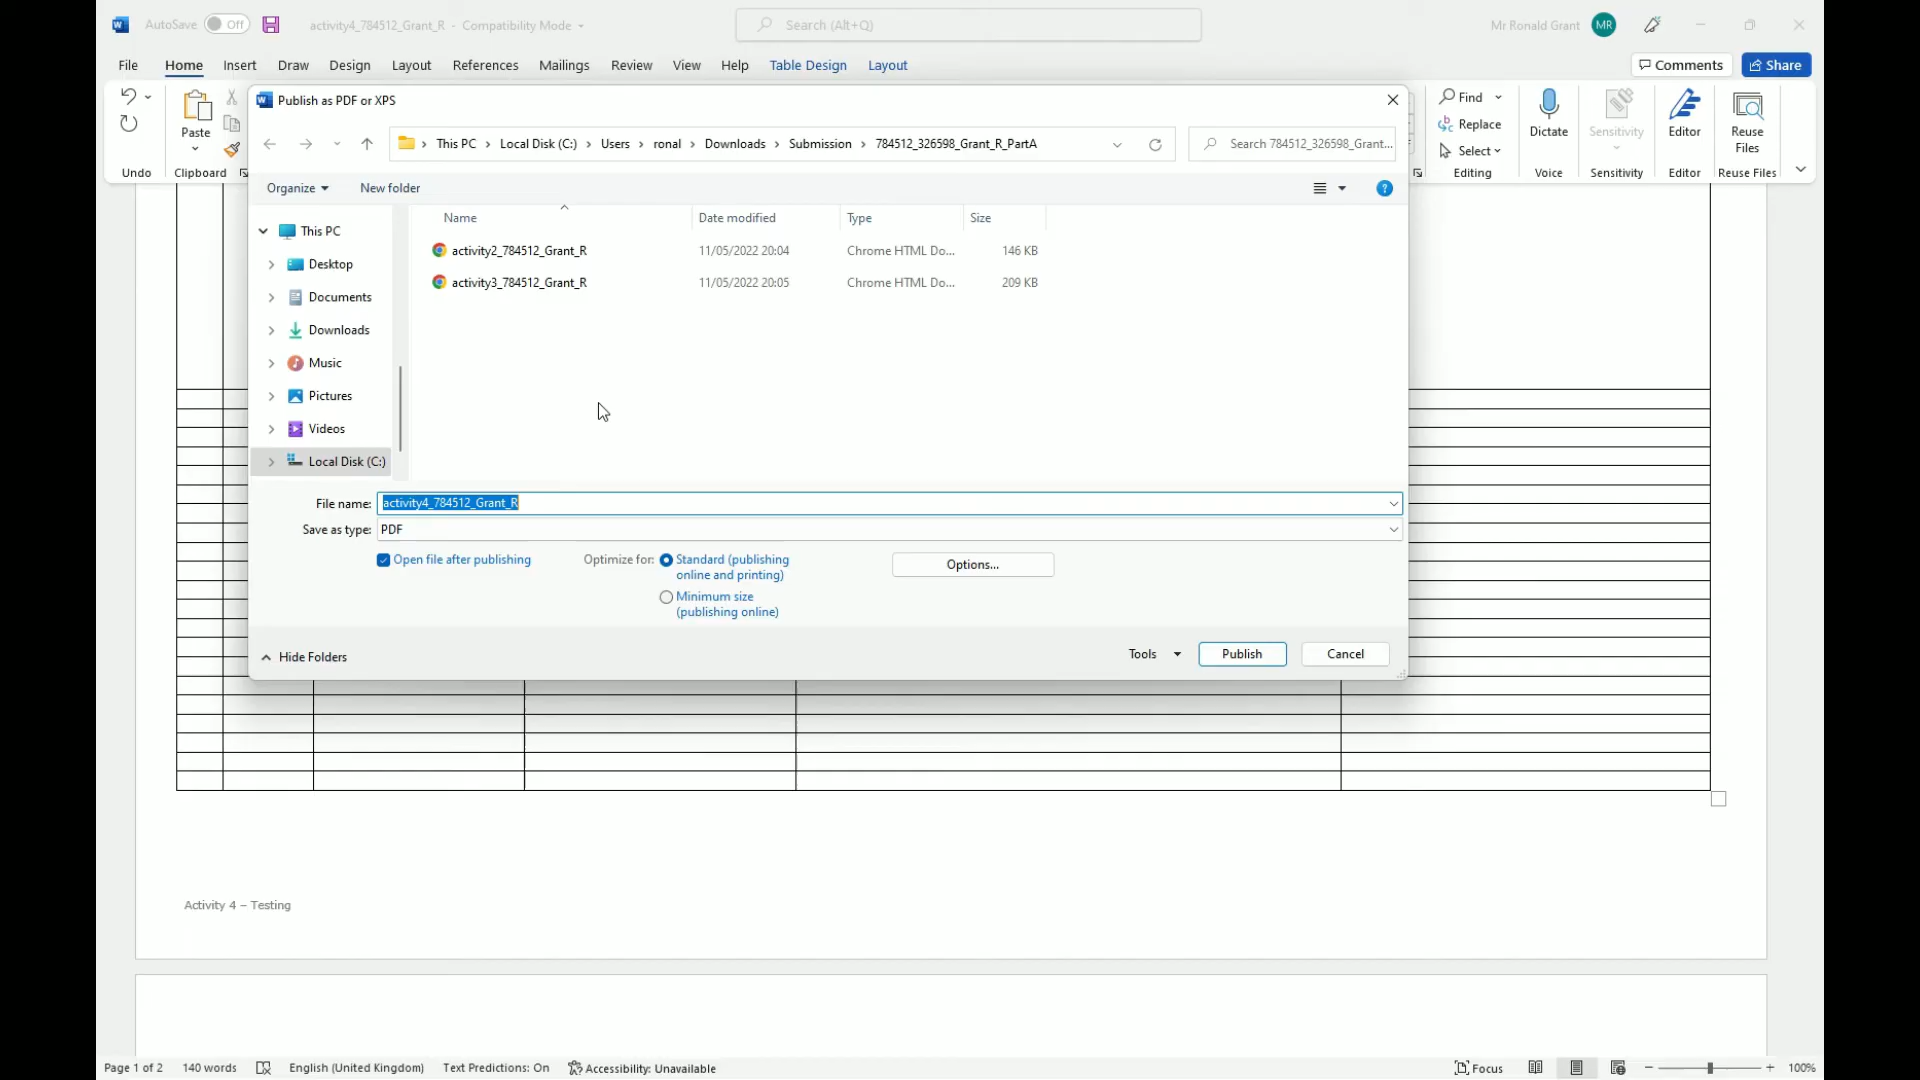 AutoSave Off activity4_784512_Grant_R - Compatibility Mode Search (Alt+Q) Mr Ronald Grant MR
File Home Insert Draw Design Layout References Mailings Review View Help Table Design Layout Comments Share
Publish as PDF or XPS
Paste
Undo
Clipboard
Find
Replace
Select
Editing
Dictate
Voice
Sensitivity
Sensitivity
Editor
Editor
Reuse
Files
Reuse Files
This PC Local Disk (C:) Users ronal Downloads Submission 784512_326598_Grant_R_PartA Search 784512_326598_Grant...
Organize New folder ?
Name Date modified Type Size
activity2_784512_Grant_R 11/05/2022 20:04 Chrome HTML Do... 146 KB
activity3_784512_Grant_R 11/05/2022 20:05 Chrome HTML Do... 209 KB
This PC
Desktop
Documents
Downloads
Music
Pictures
Videos
Local Disk (C:)
File name: activity4_784512_Grant_R
Save as type: PDF
Open file after publishing
Optimize for: Standard (publishing
online and printing)
Minimum size
(publishing online)
Options...
Hide Folders
Tools Publish Cancel
Activity 4 – Testing
Page 1 of 2 140 words English (United Kingdom) Text Predictions: On Accessibility: Unavailable Focus 100%